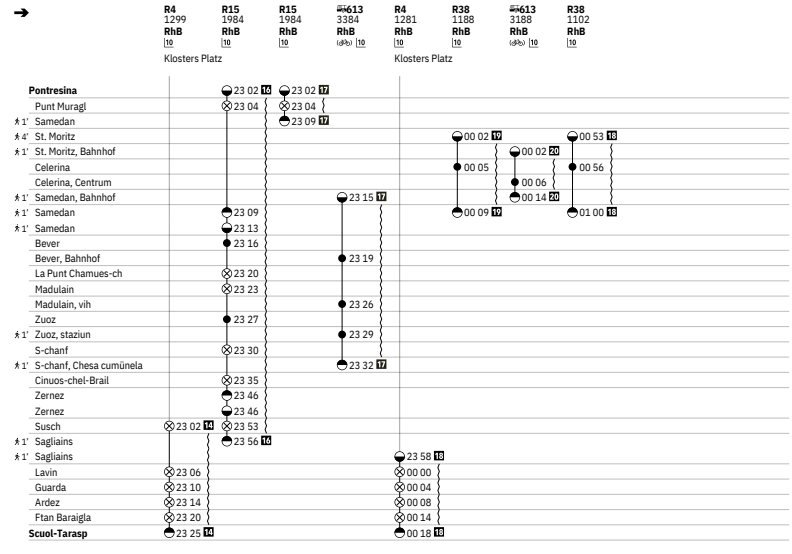 R4 R15 R15 613 R4 R38 613 R38
1299 1984 1984 3384 1281 1188 3188 1102
RhB RhB RhB RhB RhB RhB RhB RhB
10 10 10 10 10 10 10 10
Klosters Platz Klosters Platz
Pontresina 23 02 16 23 02 17
Punt Muragl 23 04 23 04
1' Samedan 23 09 17
4' St. Moritz 00 02 19 00 53 18
1' St. Moritz, Bahnhof 00 02 20
Celerina 00 05 00 56
Celerina, Centrum 00 06
1' Samedan, Bahnhof 23 15 17 00 14 20
1' Samedan 23 09 00 09 19 01 00 18
1' Samedan 23 13
Bever 23 16
Bever, Bahnhof 23 19
La Punt Chamues-ch 23 20
Madulain 23 23
Madulain, vih 23 26
Zuoz 23 27
1' Zuoz, staziun 23 29
S-chanf 23 30
1' S-chanf, Chesa cumünela 23 32 17
Cinuos-chel-Brail 23 35
Zernez 23 46
Zernez 23 46
Susch 23 02 14 23 53
1' Sagliains 23 56 16
1' Sagliains 23 58 18
Lavin 23 06 00 00
Guarda 23 10 00 04
Ardez 23 14 00 08
Ftan Baraigla 23 20 00 14
Scuol-Tarasp 23 25 14 00 18 18